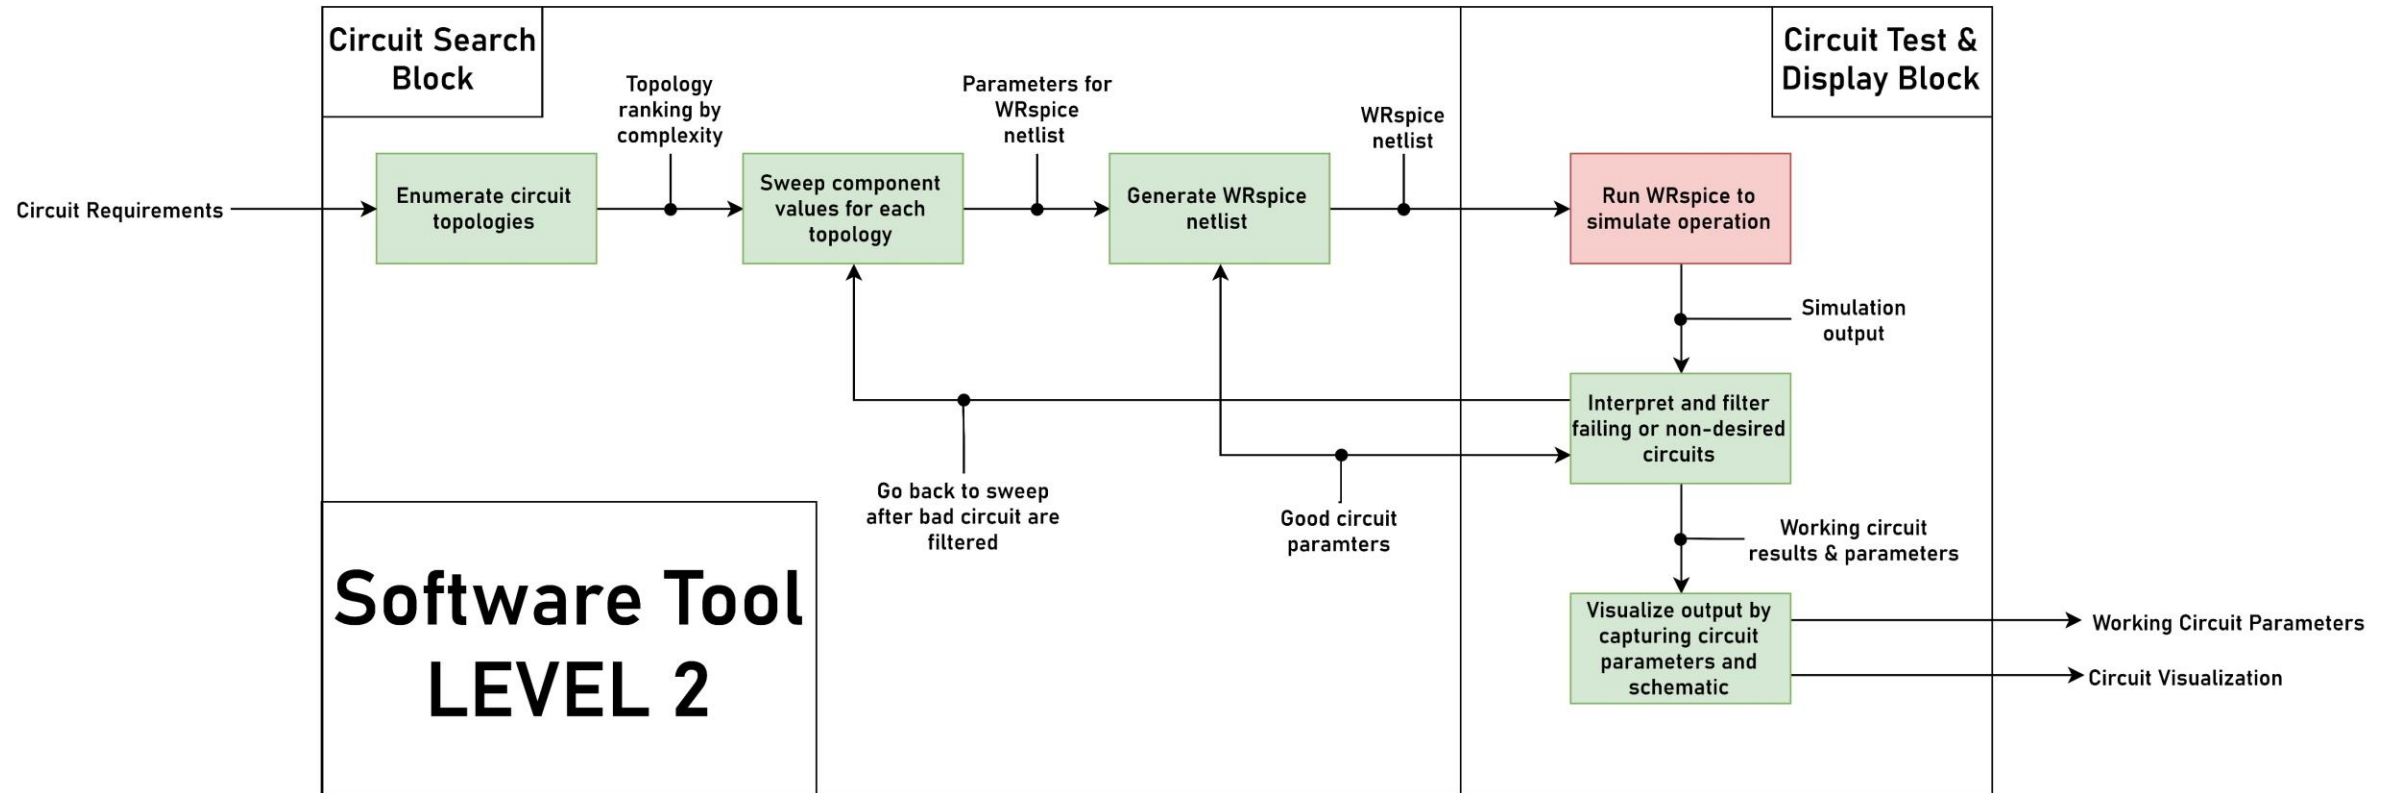 Circuit Search
Block
Circuit Test &
Display Block
Topology
ranking by
complexity
Parameters for
WRspice
netlist
WRspice
netlist
Circuit Requirements
Enumerate circuit
topologies
Sweep component
values for each
topology
Generate WRspice
netlist
Run WRspice to
simulate operation
Simulation
output
Interpret and filter
failing or non-desired
circuits
Go back to sweep
after bad circuit are
filtered
Good circuit
paramters
Working circuit
results & parameters
Software Tool
LEVEL 2
Visualize output by
capturing circuit
parameters and
schematic
Working Circuit Parameters
Circuit Visualization